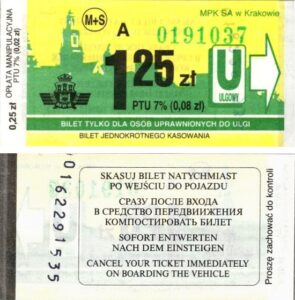 OPŁATA MANIPULACYJNA
0,25 zł PTU 7% (0,02 zł)
M+S
MPK SA w Krakowie
A
0191037
1 25 zł
PTU 7% (0,08 zł)
U
ULGOWY
BILET TYLKO DLA OSÓB UPRAWNIONYCH DO ULGI
BILET JEDNOKROTNEGO KASOWANIA
0162291535
SKASUJ BILET NATYCHMIAST
PO WEJŚCIU DO POJAZDU
СРАЗУ ПОСЛЕ ВХОДА
В СРЕДСТВО ПЕРЕДВИЖЕНИЯ
КОМПОСТИРОВАТЬ БИЛЕТ
SOFORT ENTWERTEN
NACH DEM EINSTEIGEN
CANCEL YOUR TICKET IMMEDIATELY
ON BOARDING THE VEHICLE
Proszę zachować do kontroli